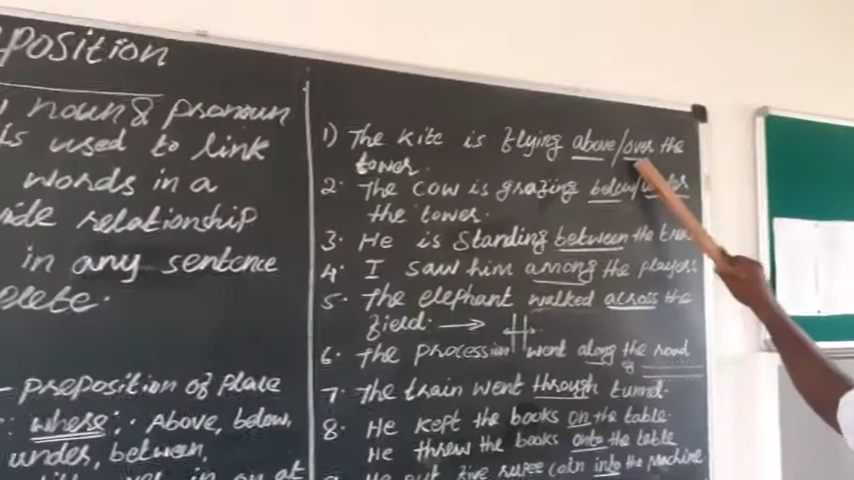 POSITION
noun & pronoun
used to link
words in a
relationship
in any sentence
preposition of place
where : Above, below,
under, between,
in on at
1) The kite is flying above/over the
tower.
2. The cow is grazing below/under
the tower.
3. He is standing between the
4. I saw him among the players.
5. The elephant walked across the
field. →
6. The procession went along the road
7. The train went through tunnel.
8. He kept the books on the table.
He threw the books onto the table
He put five rupee coin into the machine